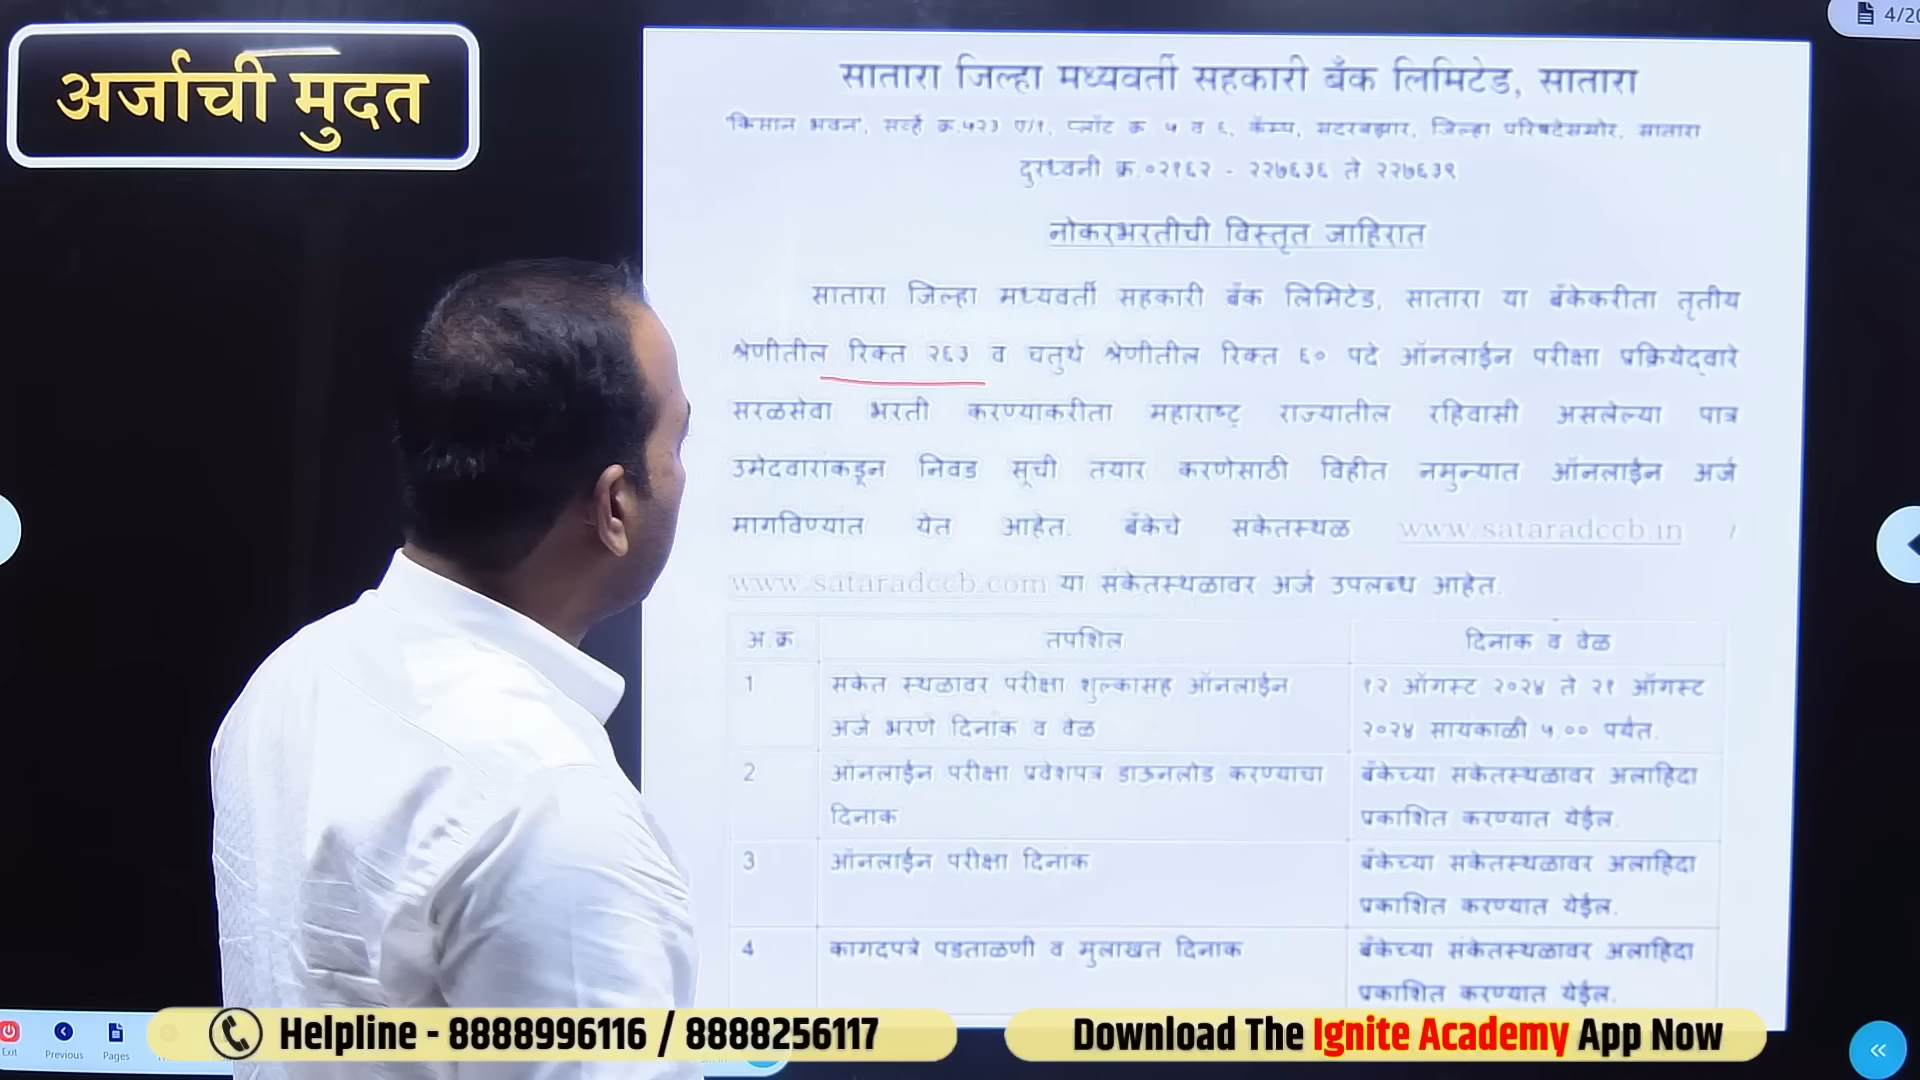 अर्जाची मुदत
4/20
सातारा जिल्हा मध्यवर्ती सहकारी बँक लिमिटेड, सातारा
किसान भवन, सर्व्हे क्र.५२३ ए/१, प्लॉट क्र. ५ व ६, कॅम्प, सदरबझार, जिल्हा परिषदेसमोर, सातारा
दुरध्वनी क्र.०२१६२ - २२७६३६ ते २२७६३९
नोकरभरतीची विस्तृत जाहिरात
सातारा जिल्हा मध्यवर्ती सहकारी बँक लिमिटेड, सातारा या बँकेकरीता तृतीय
श्रेणीतील रिक्त २६३ व चतुर्थ श्रेणीतील रिक्त ६० पदे ऑनलाईन परीक्षा प्रक्रियेद्वारे
सरळसेवा भरती करण्याकरीता महाराष्ट्र राज्यातील रहिवासी असलेल्या पात्र
उमेदवारांकडून निवड सूची तयार करणेसाठी विहीत नमुन्यात ऑनलाईन अर्ज
मागविण्यात येत आहेत. बँकेचे संकेतस्थळ www.sataradccb.in /
www.sataradccb.com या संकेतस्थळावर अर्ज उपलब्ध आहेत.
अ.क्र तपशिल दिनांक व वेळ
1 संकेत स्थळावर परीक्षा शुल्कासह ऑनलाईन १२ ऑगस्ट २०२४ ते २१ ऑगस्ट
अर्ज भरणे दिनांक व वेळ २०२४ सायंकाळी ५.०० पर्यंत.
2 ऑनलाईन परीक्षा प्रवेशपत्र डाऊनलोड करण्याचा बँकेच्या संकेतस्थळावर अलाहिदा
दिनांक प्रकाशित करण्यात येईल.
3 ऑनलाईन परीक्षा दिनांक बँकेच्या संकेतस्थळावर अलाहिदा
प्रकाशित करण्यात येईल.
4 कागदपत्रे पडताळणी व मुलाखत दिनांक बँकेच्या संकेतस्थळावर अलाहिदा
प्रकाशित करण्यात येईल.
Exit Previous Pages
Helpline - 8888996116 / 8888256117
Download The Ignite Academy App Now